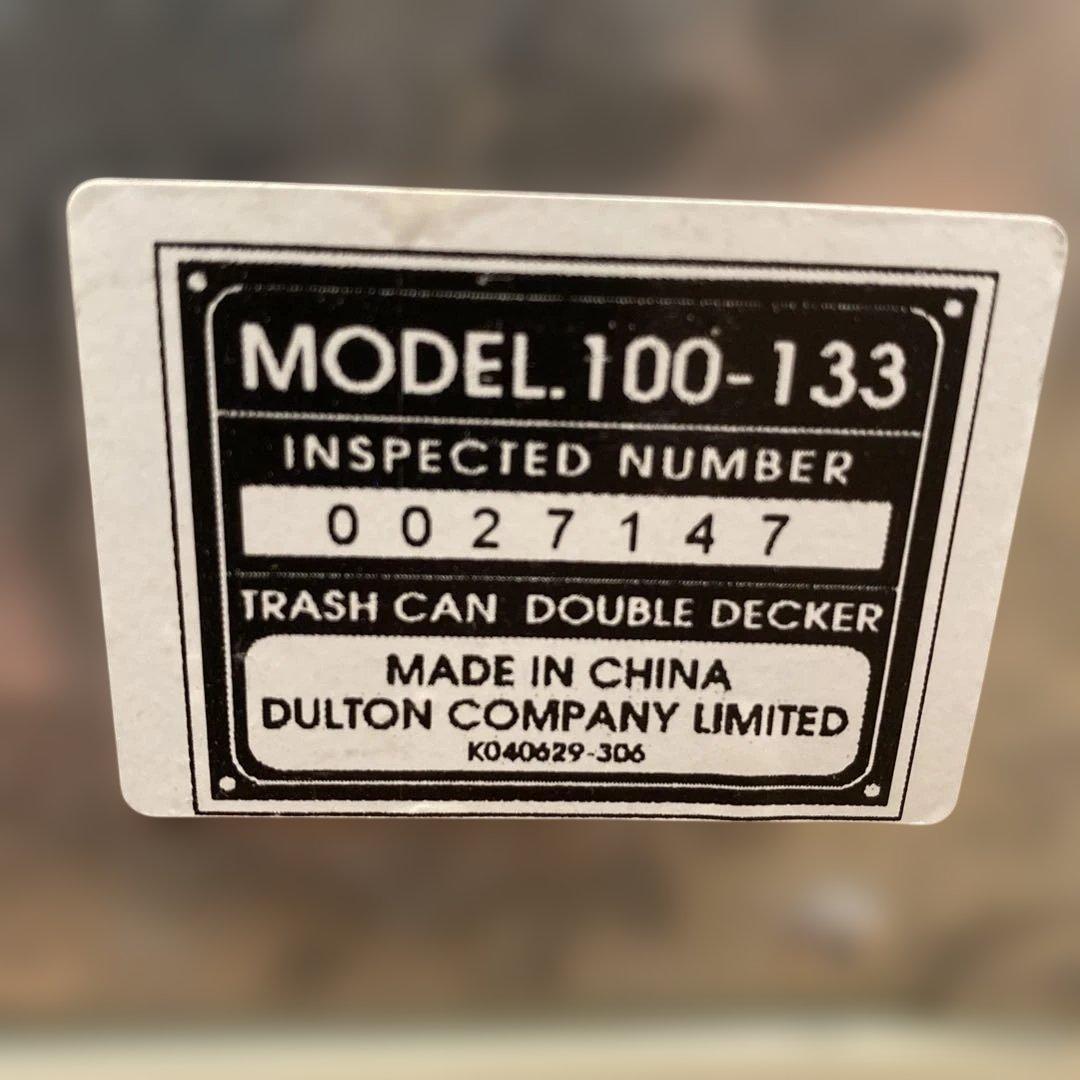 MODEL.100-133
INSPECTED NUMBER
0027147
TRASH CAN DOUBLE DECKER
MADE IN CHINA
DULTON COMPANY LIMITED
K040629-306